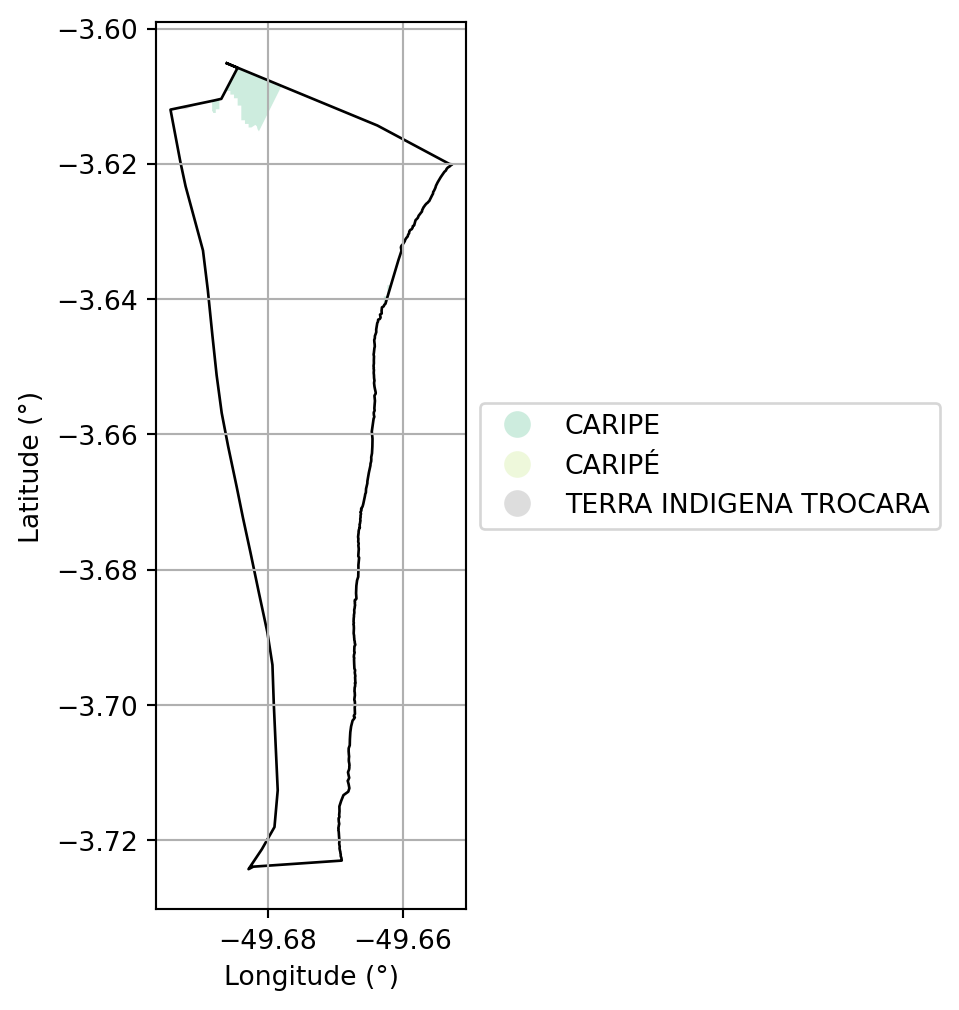 −3.60
−3.62
−3.64
−3.66
−3.68
−3.70
−3.72
Latitude (°)
−49.68
−49.66
Longitude (°)
CARIPE
CARIPÉ
TERRA INDIGENA TROCARA